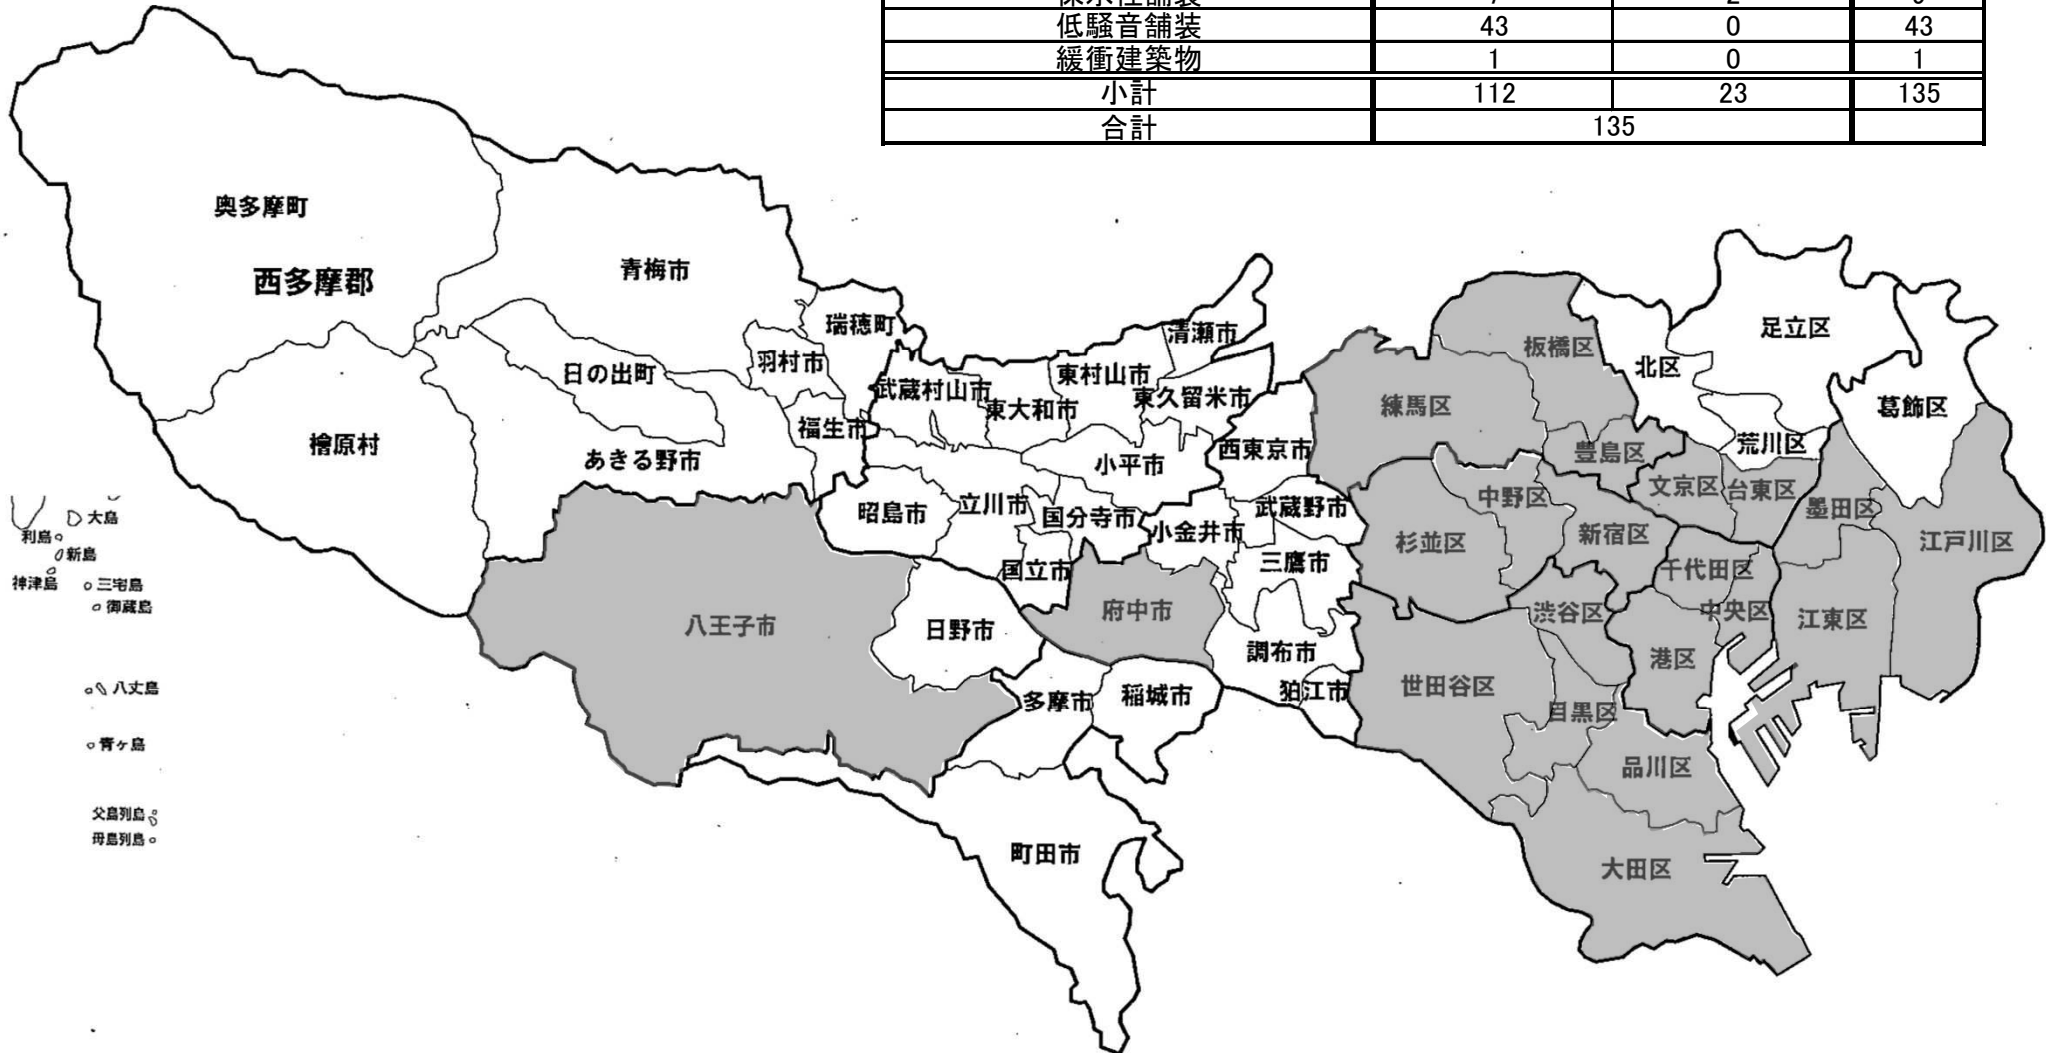 低騒音舗装 43 0 43
緩衝建築物 1 0 1
小計 112 23 135
合計 135
奥多摩町
西多摩郡
青梅市
瑞穂町
清瀬市
足立区
羽村市
板橋区
北区
日の出町
東村山市
武蔵村山市
東久留米市
東大和市
練馬区
葛飾区
福生市
檜原村
荒川区
西東京市
豊島区
あきる野市
小平市
文京区
台東区
中野区
立川市
武蔵野市
墨田区
昭島市
国分寺市
大島
小金井市
新宿区
利島
杉並区
江戸川区
新島
三鷹市
国立市
千代田区
神津島
三宅島
御蔵島
府中市
渋谷区
中央区
江東区
八王子市
日野市
調布市
港区
世田谷区
八丈島
狛江市
稲城市
多摩市
目黒区
青ヶ島
品川区
父島列島
母島列島
町田市
大田区